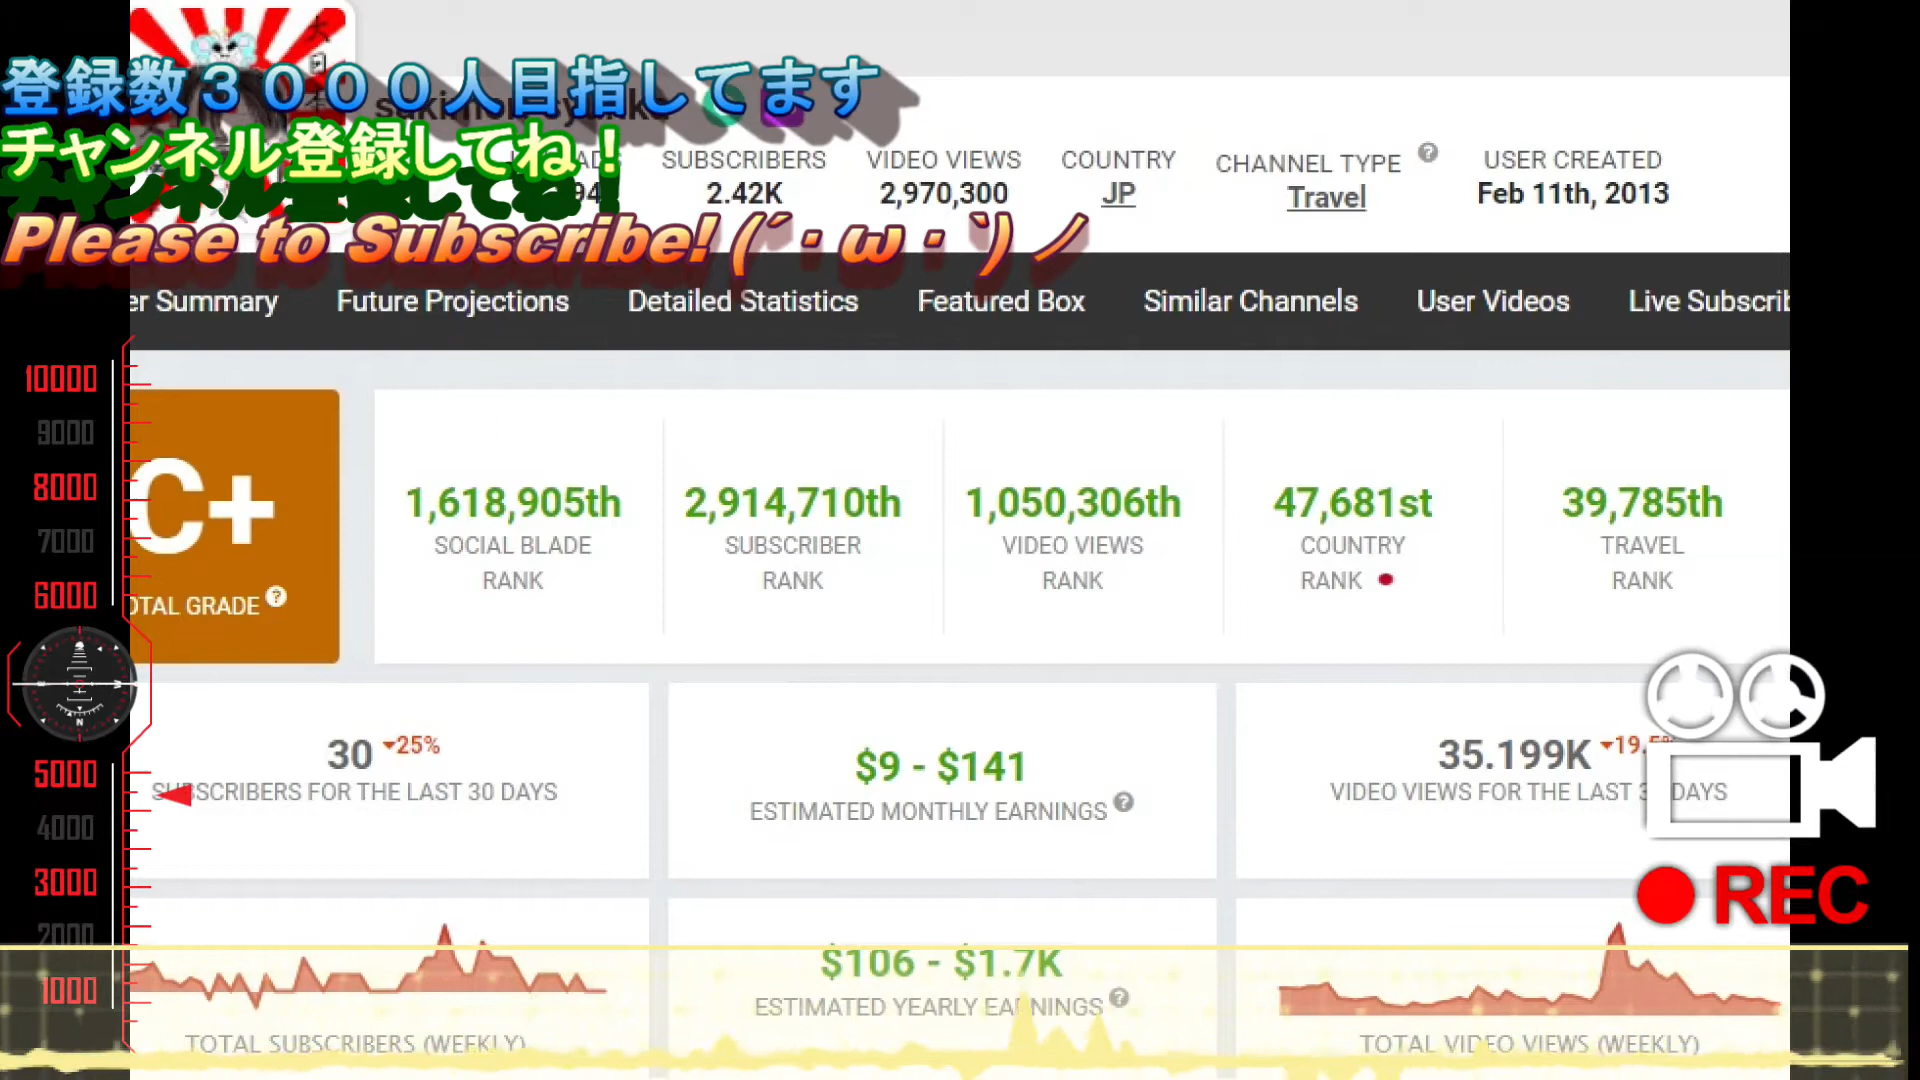 登録数３０００人目指してます
チャンネル登録してね！
Please to Subscribe! (´・ω・`)ノ
SUBSCRIBERS
2.42K
VIDEO VIEWS
2,970,300
COUNTRY
JP
CHANNEL TYPE
Travel
USER CREATED
Feb 11th, 2013
er Summary
Future Projections
Detailed Statistics
Featured Box
Similar Channels
User Videos
Live Subscrib
10000
9000
8000
7000
6000
5000
4000
3000
2000
1000
C+
OTAL GRADE
1,618,905th
SOCIAL BLADE
RANK
2,914,710th
SUBSCRIBER
RANK
1,050,306th
VIDEO VIEWS
RANK
47,681st
COUNTRY
RANK
39,785th
TRAVEL
RANK
30 25%
SUBSCRIBERS FOR THE LAST 30 DAYS
$9 - $141
ESTIMATED MONTHLY EARNINGS
35.199K
VIDEO VIEWS FOR THE LAST DAYS
REC
$106 - $1.7K
ESTIMATED YEARLY EARNINGS
TOTAL SUBSCRIBERS (WEEKLY)
TOTAL VIDEO VIEWS (WEEKLY)